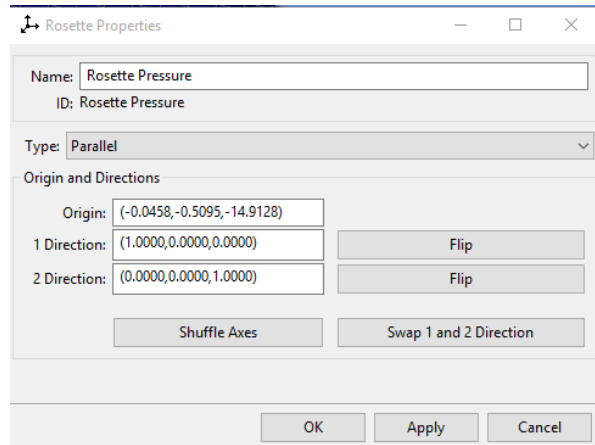 Rosette Properties
Name: Rosette Pressure
ID: Rosette Pressure
Type: Parallel
Origin and Directions
Origin: (-0.0458,-0.5095,-14.9128)
1 Direction: (1.0000,0.0000,0.0000) Flip
2 Direction: (0.0000,0.0000,1.0000) Flip
Shuffle Axes Swap 1 and 2 Direction
OK Apply Cancel